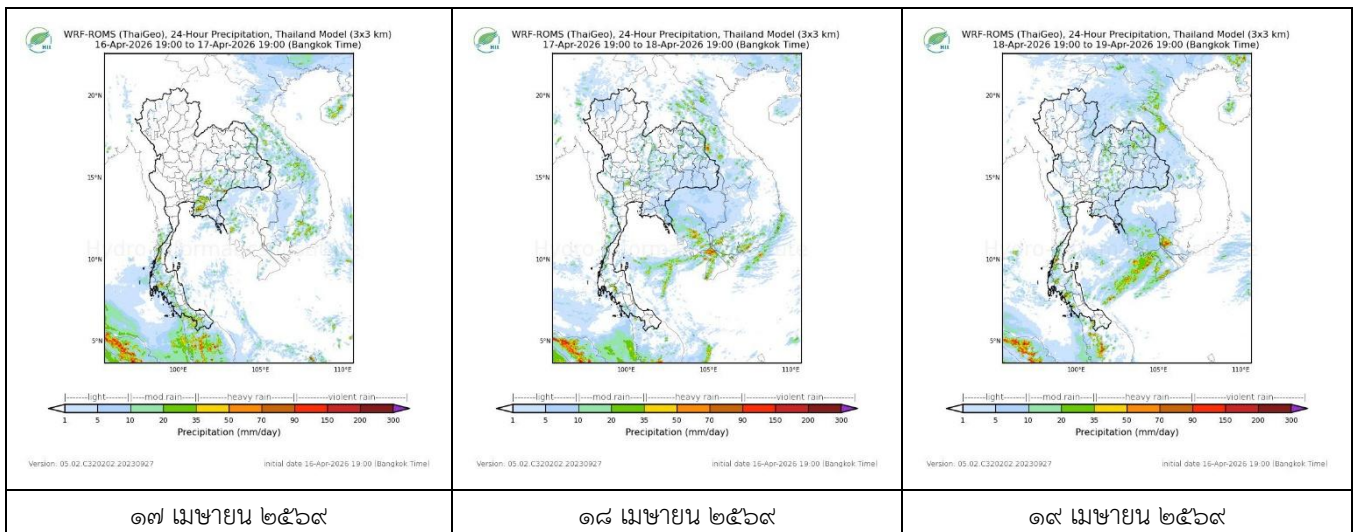 WRF-ROMS (ThaiGeo), 24-Hour Precipitation, Thailand Model (3x3 km)
16-Apr-2026 19:00 to 17-Apr-2026 19:00 (Bangkok Time)
20°N
15°N
10°N
5°N
100°E 105°E 110°E
light mod rain heavy rain violent rain
1 5 10 20 35 50 70 90 150 200 300
Precipitation (mm/day)
Version: 05.02.C320202.20230927 initial date 16-Apr-2026 19:00 (Bangkok Time)
๑๗ เมษายน ๒๕๖๙
WRF-ROMS (ThaiGeo), 24-Hour Precipitation, Thailand Model (3x3 km)
17-Apr-2026 19:00 to 18-Apr-2026 19:00 (Bangkok Time)
20°N
15°N
10°N
5°N
100°E 105°E 110°E
light mod rain heavy rain violent rain
1 5 10 20 35 50 70 90 150 200 300
Precipitation (mm/day)
Version: 05.02.C320202.20230927 initial date 16-Apr-2026 19:00 (Bangkok Time)
๑๘ เมษายน ๒๕๖๙
WRF-ROMS (ThaiGeo), 24-Hour Precipitation, Thailand Model (3x3 km)
18-Apr-2026 19:00 to 19-Apr-2026 19:00 (Bangkok Time)
20°N
15°N
10°N
5°N
100°E 105°E 110°E
light mod rain heavy rain violent rain
1 5 10 20 35 50 70 90 150 200 300
Precipitation (mm/day)
Version: 05.02.C320202.20230927 initial date 16-Apr-2026 19:00 (Bangkok Time)
๑๙ เมษายน ๒๕๖๙